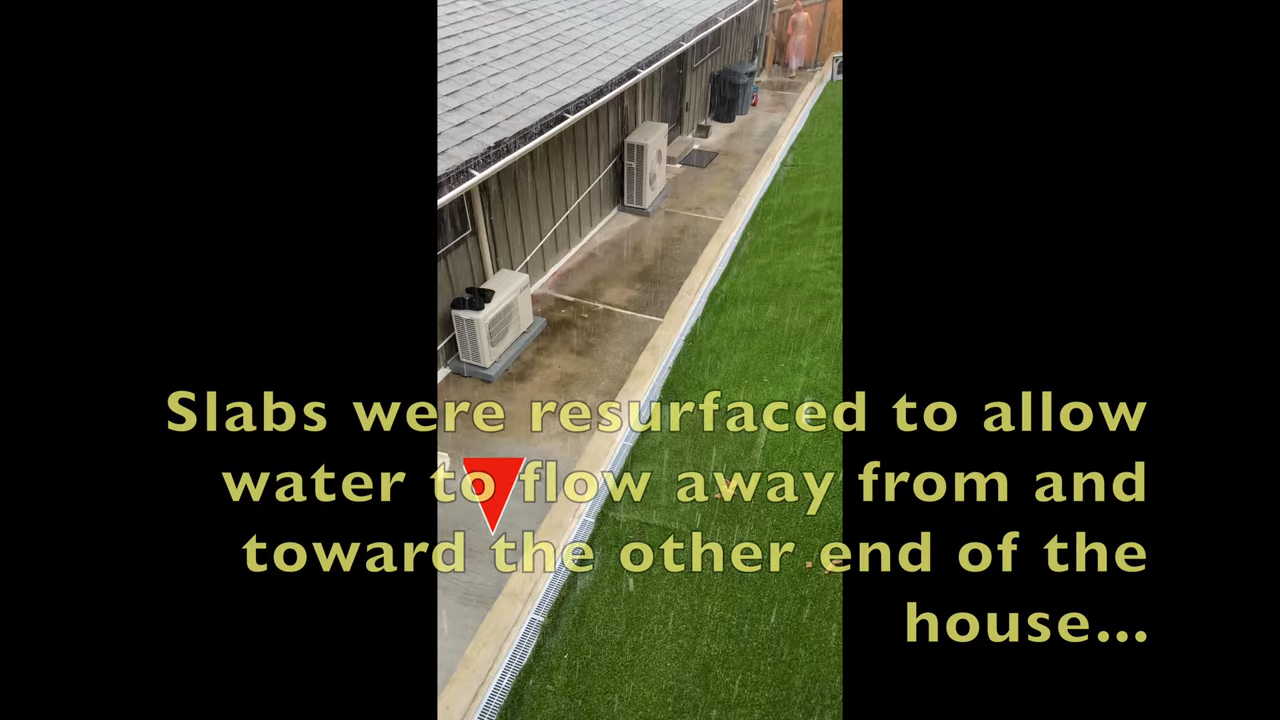 Slabs were resurfaced to allow
water to flow away from and
toward the other end of the
house...